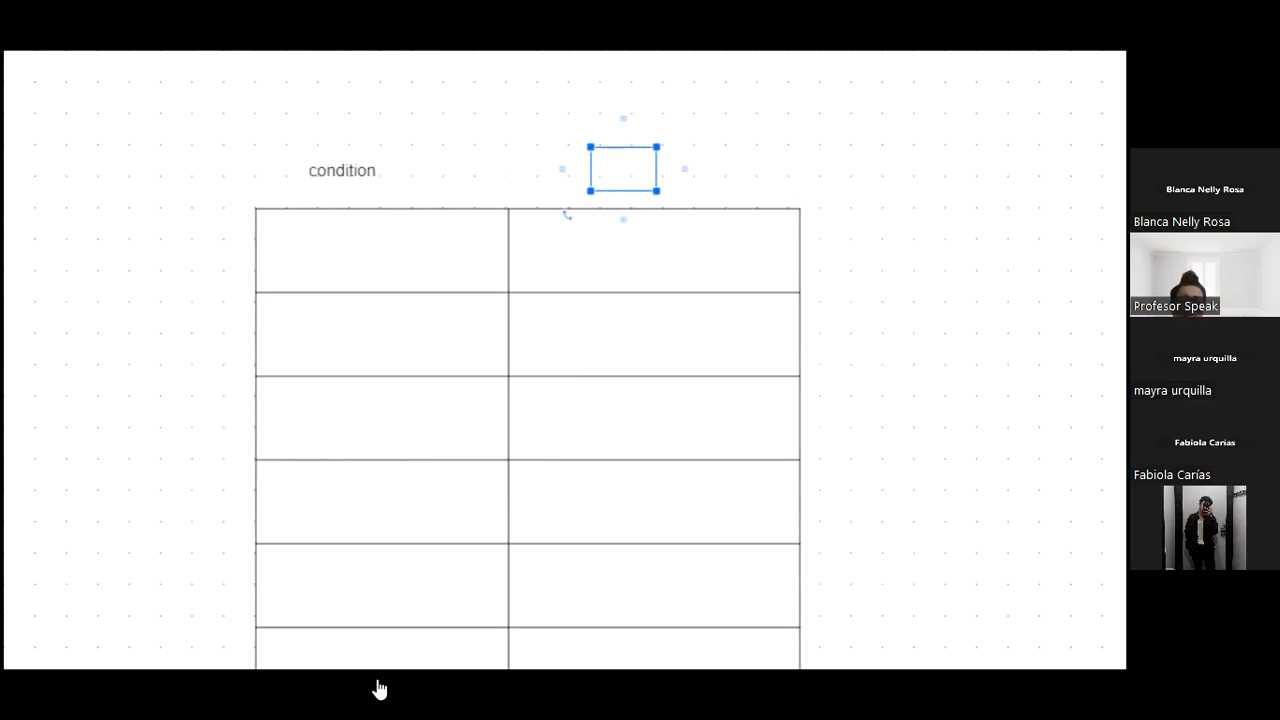 condition
Blanca Nelly Rosa
Blanca Nelly Rosa
Profesor Speak
mayra urquilla
mayra urquilla
Fabiola Carías
Fabiola Carías